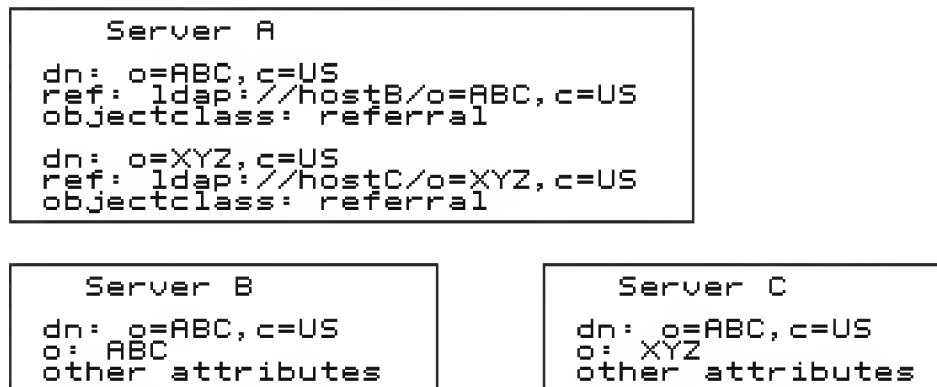 Server A
dn: o=ABC,c=US
ref: ldap://hostB/o=ABC,c=US
objectclass: referral
dn: o=XYZ,c=US
ref: ldap://hostC/o=XYZ,c=US
objectclass: referral
Server B
dn: o=ABC,c=US
o: ABC
other attributes
Server C
dn: o=ABC,c=US
o: XYZ
other attributes